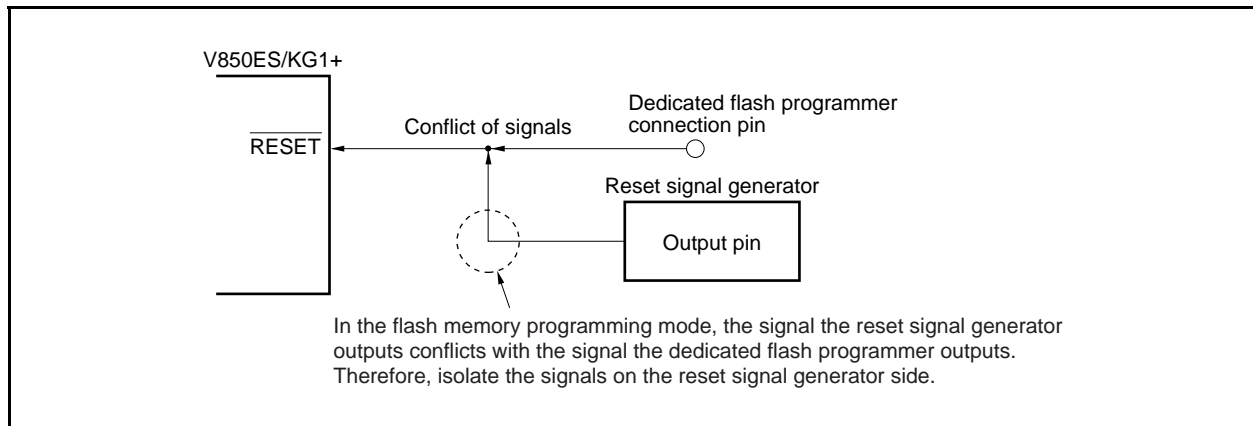 V850ES/KG1+
Dedicated flash programmer
connection pin
Conflict of signals
RESET
Reset signal generator
Output pin
In the flash memory programming mode, the signal the reset signal generator
outputs conflicts with the signal the dedicated flash programmer outputs.
Therefore, isolate the signals on the reset signal generator side.